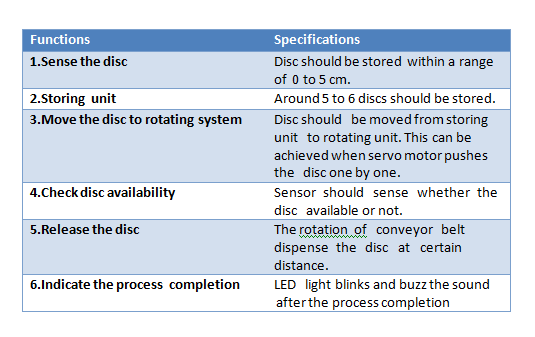 Functions Specifications
1.Sense the disc Disc should be stored within a range
of 0 to 5 cm.
2.Storing unit Around 5 to 6 discs should be stored.
3.Move the disc to rotating system Disc should be moved from storing
unit to rotating unit. This can be
achieved when servo motor pushes
the disc one by one.
4.Check disc availability Sensor should sense whether the
disc available or not.
5.Release the disc The rotation of conveyor belt
dispense the disc at certain
distance.
6.Indicate the process completion LED light blinks and buzz the sound
after the process completion